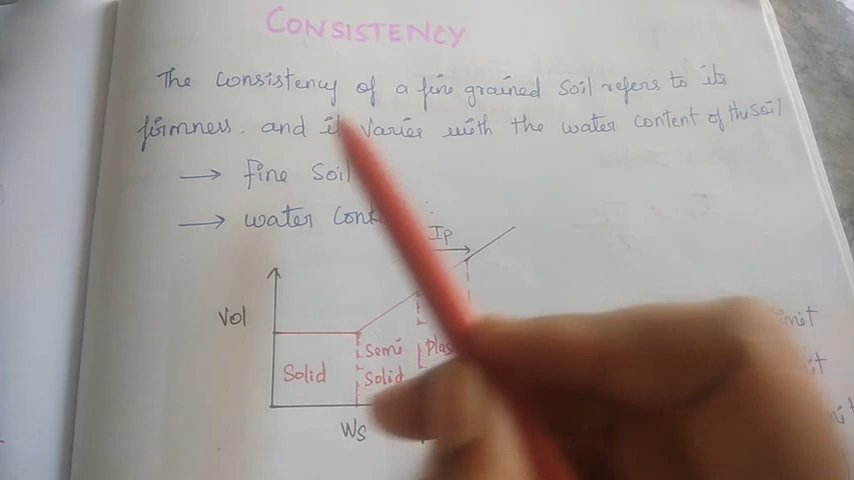 CONSISTENCY
The consistency of a fine grained soil refers to its
firmness. and it varies with the water content of the soil
→ fine soil
→ water
IP
Vol
Semi
Solid
Solid
Ws